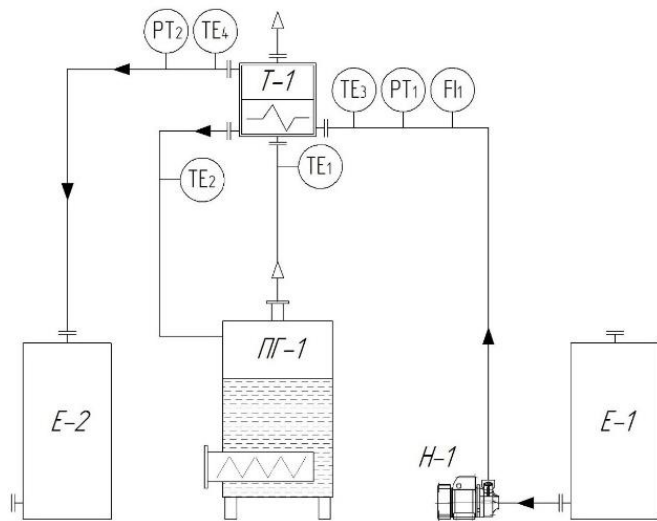 PT₂ TE₄
T-1
TE₃ PT₁ FI₁
TE₂
TE₁
ПГ-1
E-2
H-1
E-1